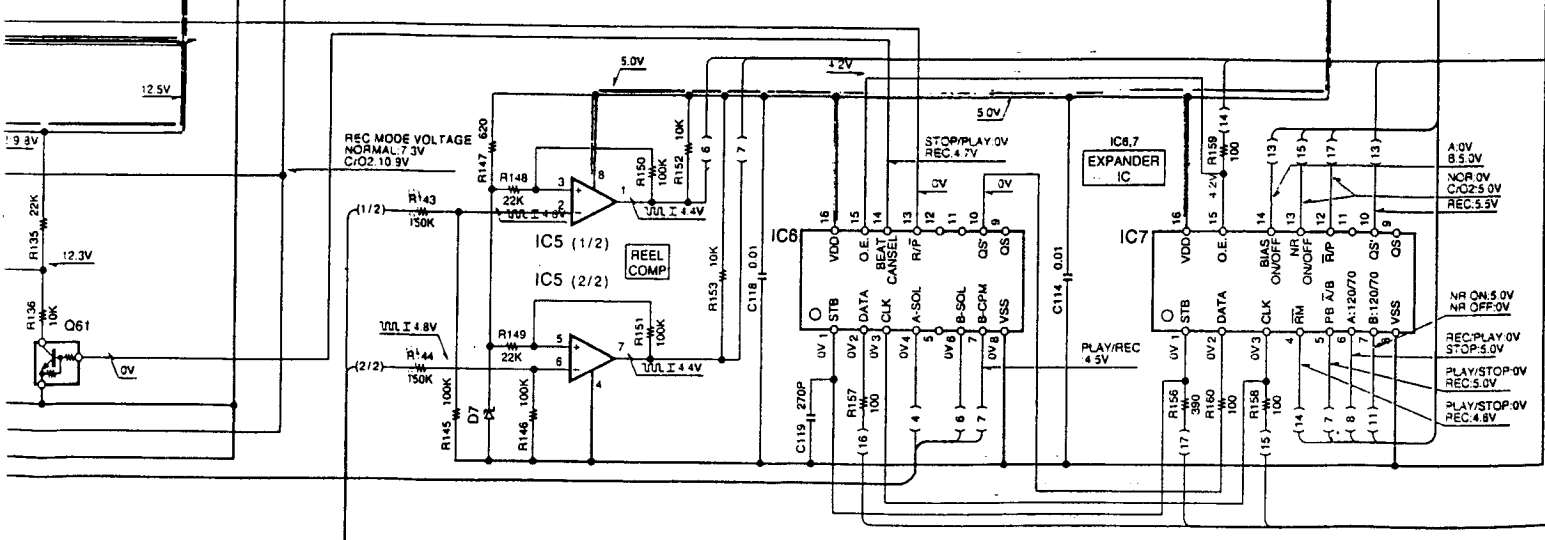 5.0V
4.2V
12.5V
5.0V
9.8V
REC MODE VOLTAGE
NORMAL:7.3V
C/O2:10.9V
R147 620
R148
22K
R150
100K
R152 10K
6
7
STOP/PLAY:0V
REC:4.7V
0V
0V
IC6,7
EXPANDER
IC
(14)
R159
100
4.2V
13
15
17
13
A:0V
B:5.0V
NOR:0V
C/O2:5.0V
REC:5.5V
3
2
8
1
4.8V
4.4V
(1/2)
R143
150K
R135 22K
12.3V
IC5 (1/2)
REEL
COMP
IC5 (2/2)
R153 10K
C118 0.01
C114 0.01
IC6
16 15 14 13 12 11 10 9
VDD
O.E.
BEAT
CANSEL
R/P
QS'
QS
STB
DATA
CLK
A-SOL
B-SOL
B-CPM
VSS
0V 1
0V 2
0V 3
0V 4
5
0V 6
7
0V 8
IC7
16 15 14 13 12 11 10 9
VDD
O.E.
BIAS
ON/OFF
NR
ON/OFF
R/P
QS'
QS
STB
DATA
CLK
RM
PB A/B
A:120/70
B:120/70
VSS
0V 1
0V 2
0V 3
4
5
6
7
8
NR ON:5.0V
NR OFF:0V
REC/PLAY:0V
STOP:5.0V
PLAY/STOP:0V
REC:5.0V
PLAY/STOP:0V
REC:4.8V
PLAY/REC
4.5V
R136 10K
Q61
0V
4.8V
(2/2)
R144
150K
R149
22K
R151
100K
5
6
7
4
4.4V
R145 100K
D7
R146 100K
C119 270P
R157
100
(16)
4
6
7
R156
390
R160
100
R158
100
(17)
(15)
14
7
8
11